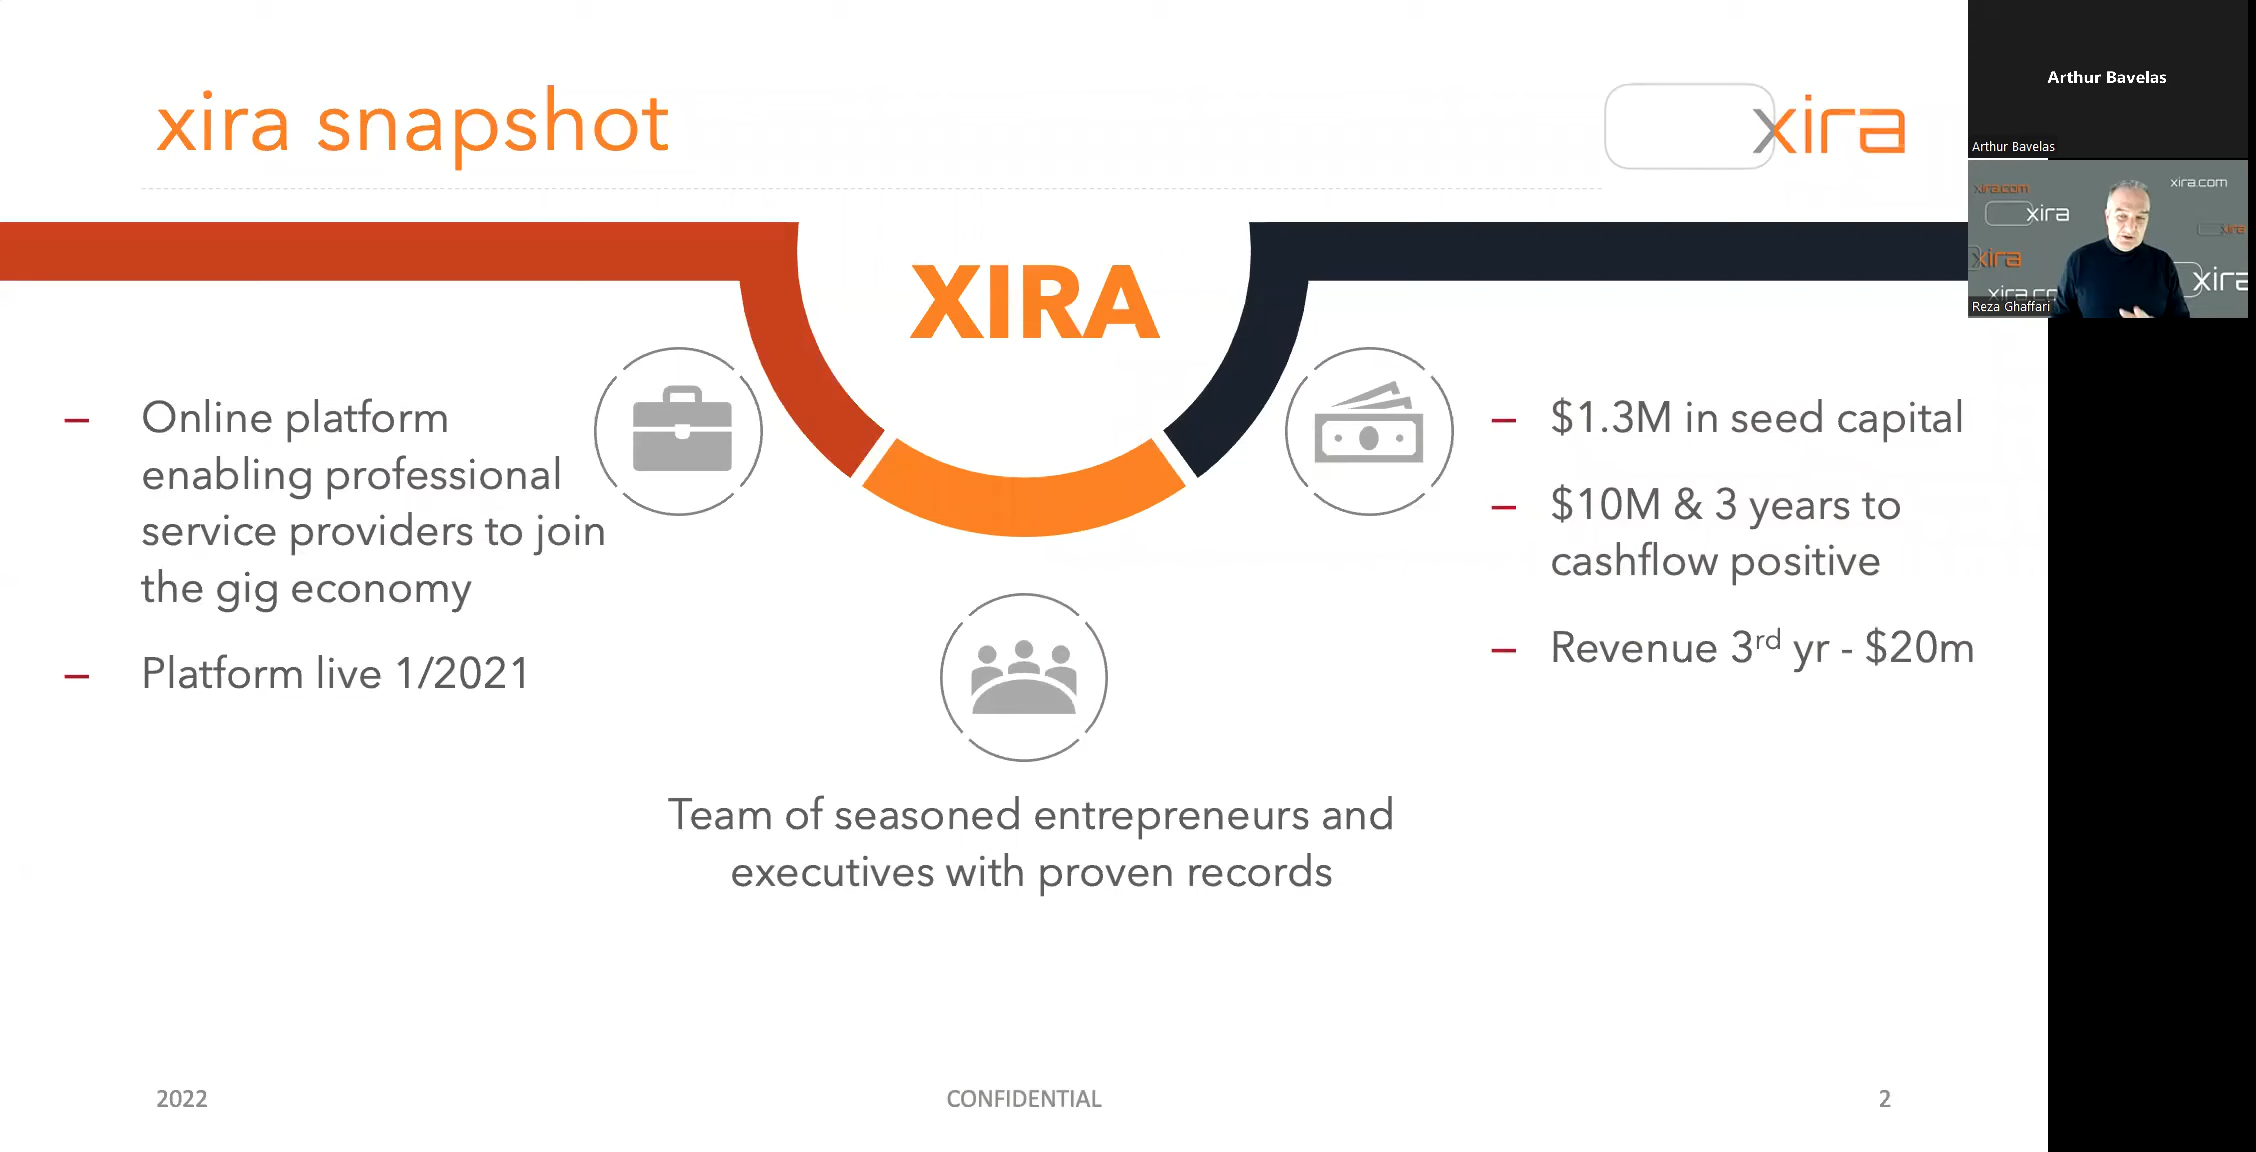 xira snapshot
xira
XIRA
– Online platform
enabling professional
service providers to join
the gig economy
– Platform live 1/2021
– $1.3M in seed capital
– $10M & 3 years to
cashflow positive
– Revenue 3rd yr - $20m
Team of seasoned entrepreneurs and
executives with proven records
2022
CONFIDENTIAL
2
Arthur Bavelas
Arthur Bavelas
xira.com
xira.com
xira
xira
xira
xira
Reza Ghaffari